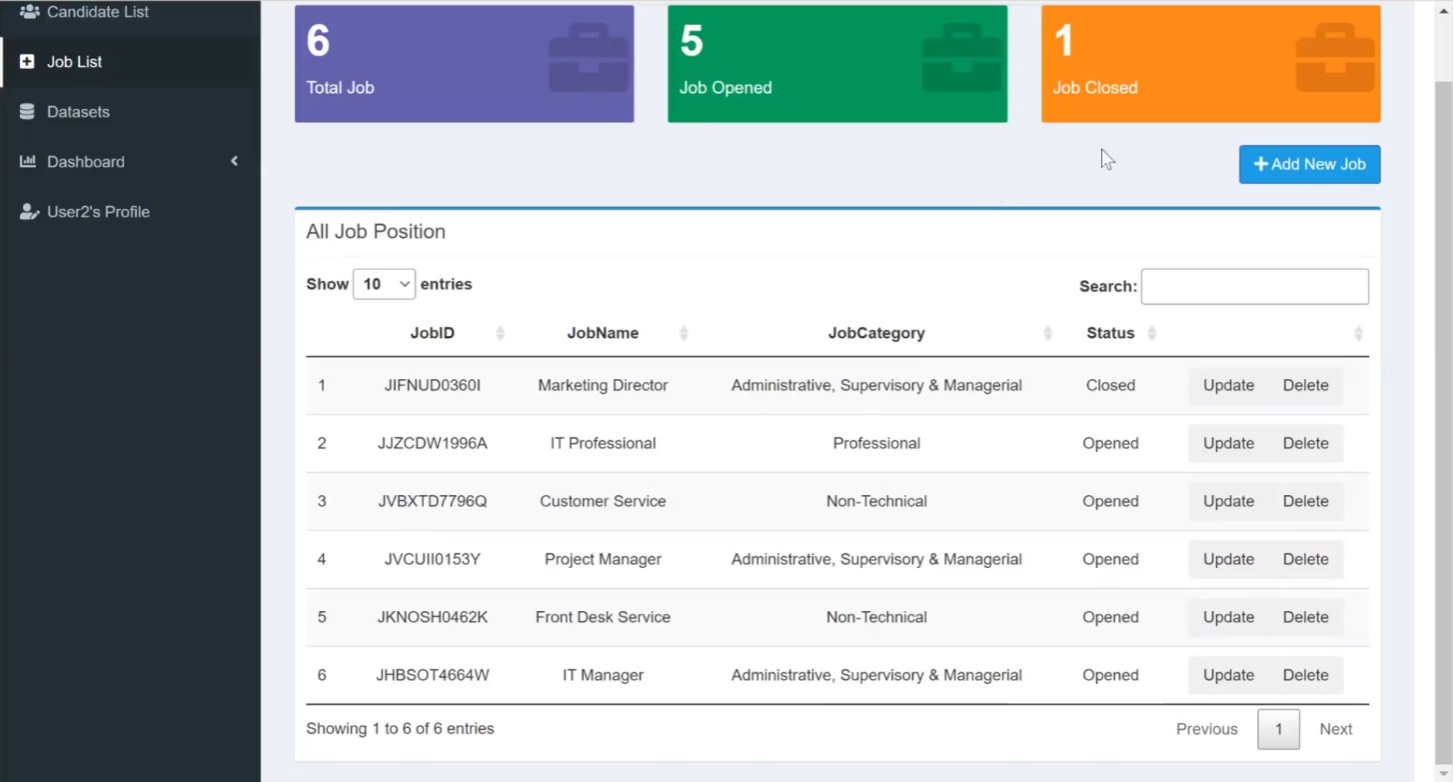 Candidate List
Job List
Datasets
Dashboard
User2's Profile
6
Total Job
5
Job Opened
1
Job Closed
Add New Job
All Job Position
Show 10 entries
Search:
JobID JobName JobCategory Status
1 JIFNUD0360I Marketing Director Administrative, Supervisory & Managerial Closed Update Delete
2 JJZCDW1996A IT Professional Professional Opened Update Delete
3 JVBXTD7796Q Customer Service Non-Technical Opened Update Delete
4 JVCUII0153Y Project Manager Administrative, Supervisory & Managerial Opened Update Delete
5 JKNOSH0462K Front Desk Service Non-Technical Opened Update Delete
6 JHBSOT4664W IT Manager Administrative, Supervisory & Managerial Opened Update Delete
Showing 1 to 6 of 6 entries
Previous 1 Next